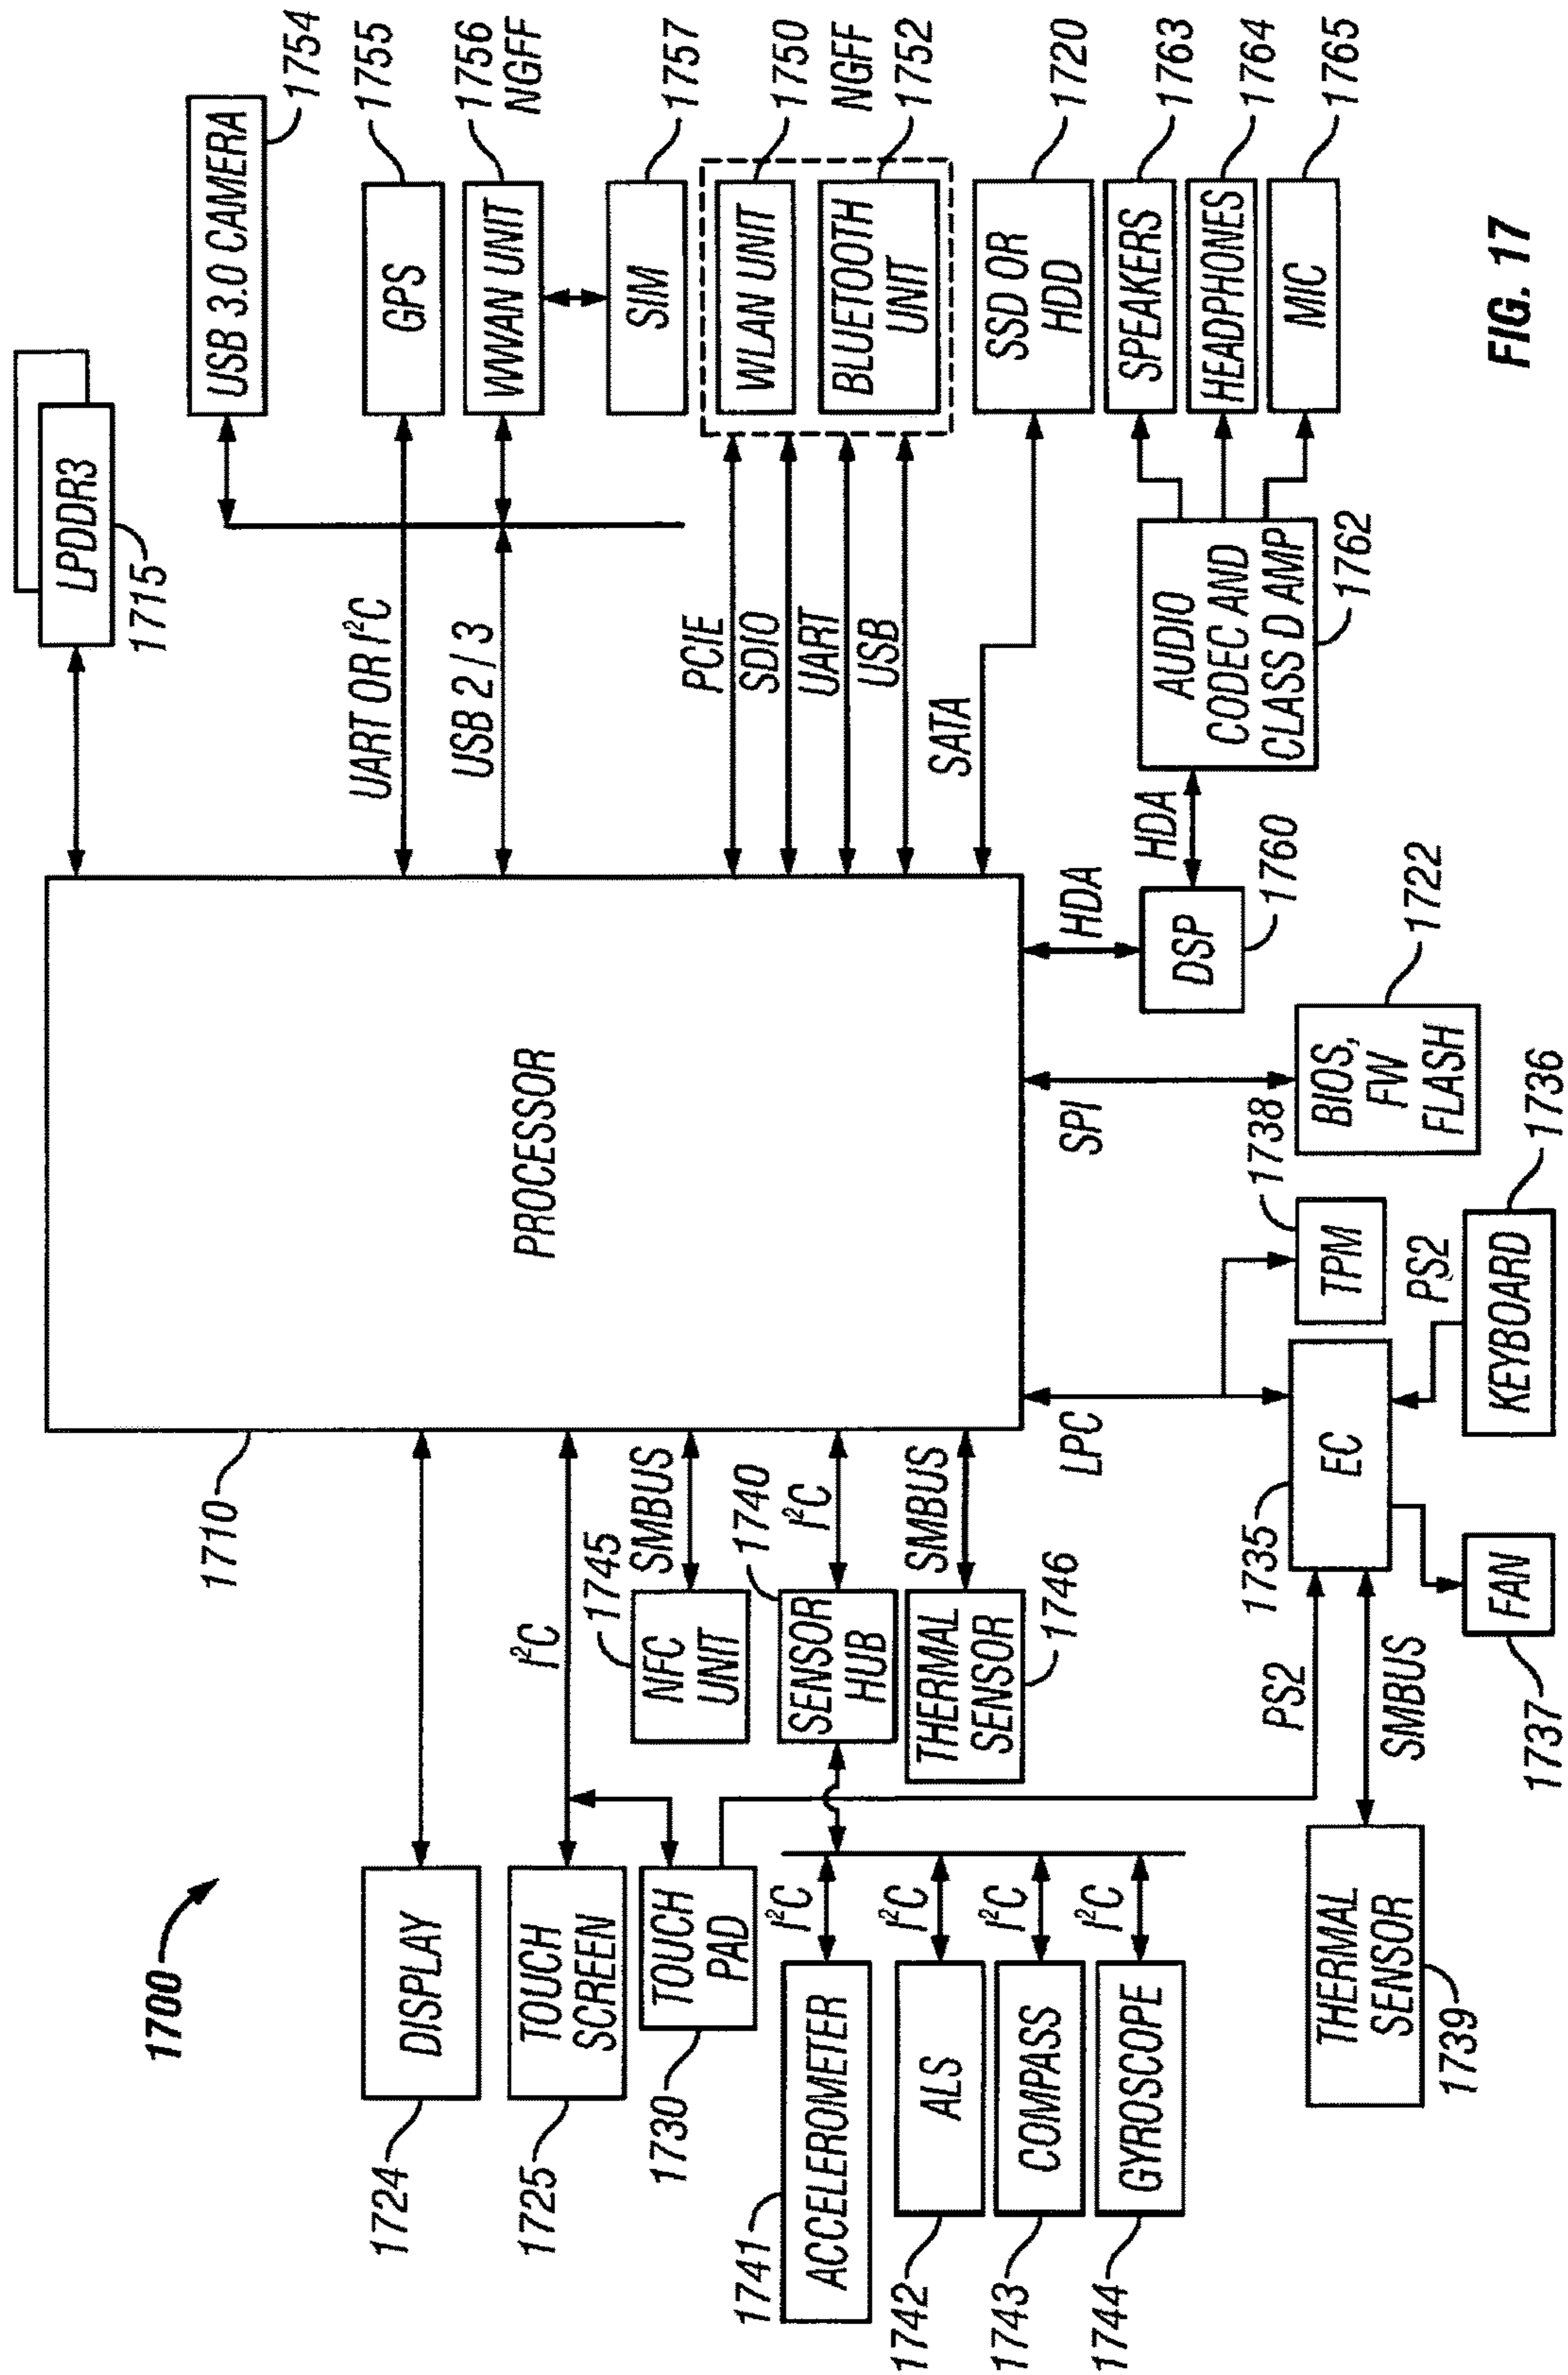 1700
1724
DISPLAY
1725
TOUCH
SCREEN
I²C
1730
TOUCH
PAD
1745
NFC
UNIT
SMBUS
1740
SENSOR
HUB
I²C
THERMAL
SENSOR
1746
SMBUS
1741
ACCELEROMETER
I²C
1742
ALS
I²C
1743
COMPASS
I²C
1744
GYROSCOPE
I²C
THERMAL
SENSOR
1739
PS2
SMBUS
1735
EC
LPC
FAN
1737
KEYBOARD
1736
PS2
TPM
1738
SPI
BIOS,
FW
FLASH
1722
1710
PROCESSOR
HDA
DSP
1760
HDA
AUDIO
CODEC AND
CLASS D AMP
1762
LPDDR3
1715
USB 3.0 CAMERA
1754
UART OR I²C
GPS
1755
USB 2 / 3
WWAN UNIT
1756
NGFF
SIM
1757
PCIE
SDIO
UART
USB
WLAN UNIT
1750
BLUETOOTH
UNIT
NGFF
1752
SATA
SSD OR
HDD
1720
SPEAKERS
1763
HEADPHONES
1764
MIC
1765
FIG. 17